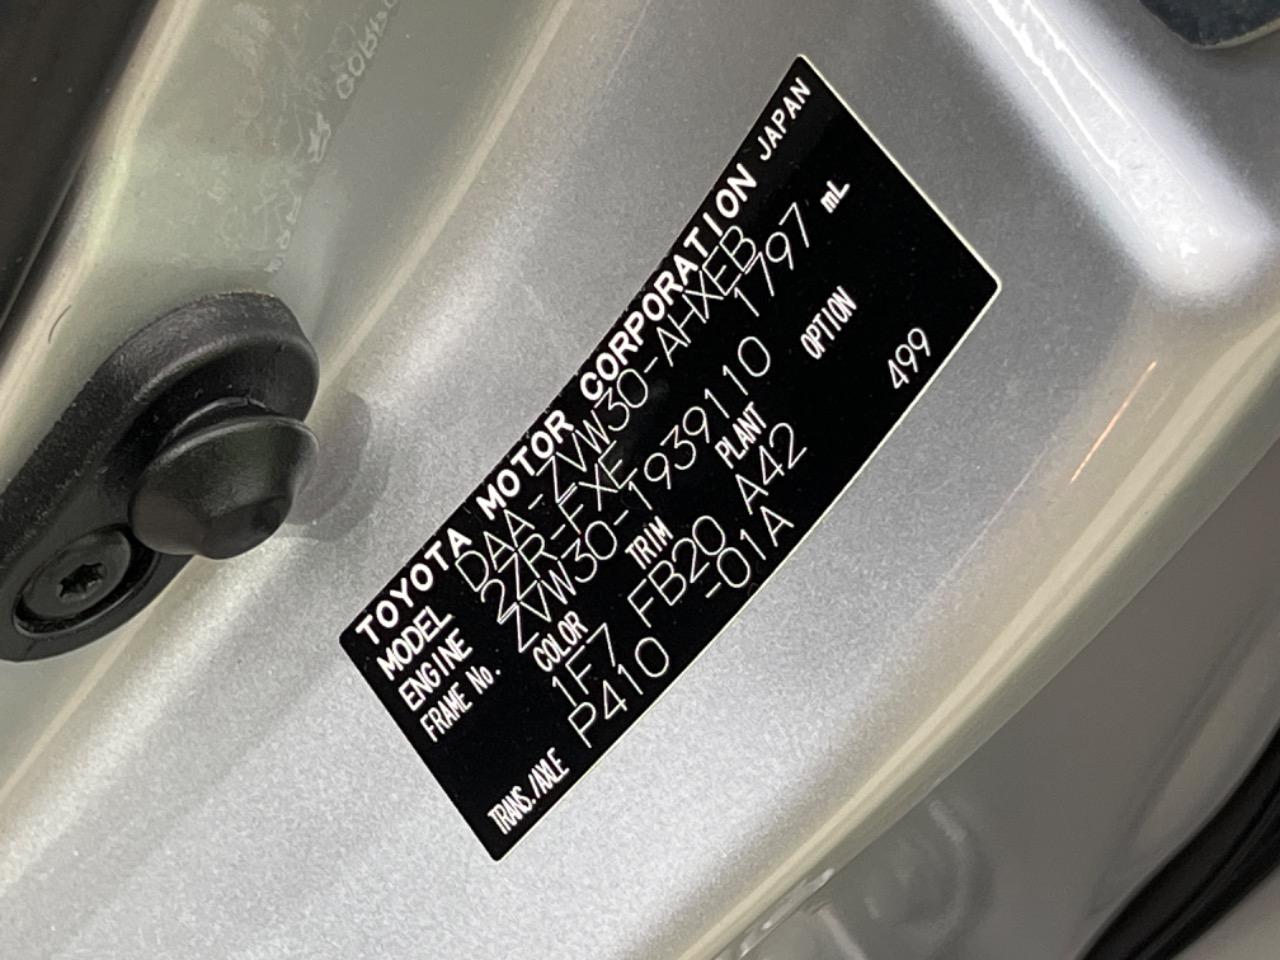 TOYOTA MOTOR CORPORATION JAPAN
MODEL DAA-ZVW30-AHXEB
ENGINE 2ZR-FXE 1797 mL
FRAME No. ZVW30-1939110
COLOR TRIM PLANT OPTION
1F7 FB20 A42 499
TRANS./AXLE P410 -01A